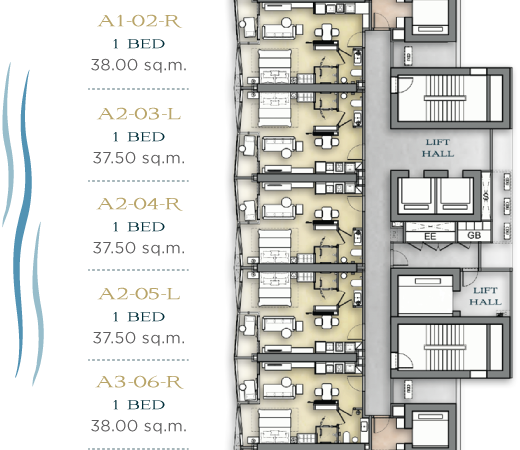 A1-02-R
1 BED
38.00 sq.m.
A2-03-L
1 BED
37.50 sq.m.
A2-04-R
1 BED
37.50 sq.m.
A2-05-L
1 BED
37.50 sq.m.
A3-06-R
1 BED
38.00 sq.m.
LIFT
HALL
EE
GB
LIFT
HALL